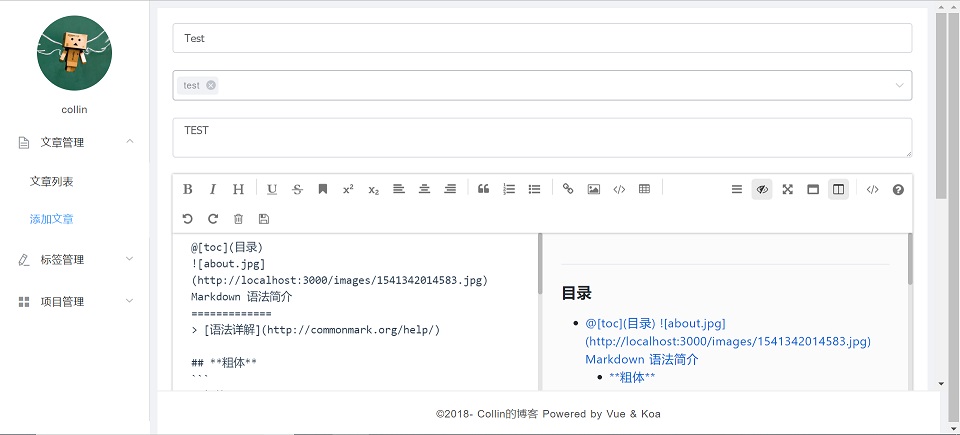 collin
文章管理
文章列表
添加文章
标签管理
项目管理
Test
test
TEST
B I H U S x² x₂
@[toc](目录)
![about.jpg]
(http://localhost:3000/images/1541342014583.jpg)
Markdown 语法简介
=============
> [语法详解](http://commonmark.org/help/)
## **粗体**
```
目录
@[toc](目录) ![about.jpg]
(http://localhost:3000/images/1541342014583.jpg)
Markdown 语法简介
**粗体**
©2018- Collin的博客 Powered by Vue & Koa